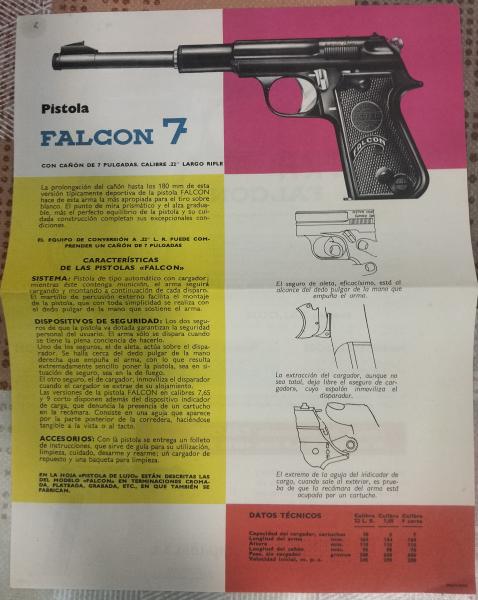 Pistola
FALCON 7
CON CAÑÓN DE 7 PULGADAS. CALIBRE .22" LARGO RIFLE
La prolongación del cañón hasta los 180 mm de esta
versión típicamente deportiva de la pistola FALCON
hace de esta arma la más apropiada para el tiro sobre
blanco. El punto de mira prismático y el alza gradua-
ble, más el perfecto equilibrio de la pistola y su cui-
dada construcción completan sus excepcionales condi-
ciones.
EL EQUIPO DE CONVERSIÓN A .22" L. R. PUEDE COM-
PRENDER UN CAÑÓN DE 7 PULGADAS
CARACTERÍSTICAS
DE LAS PISTOLAS «FALCON»
SISTEMA: Pistola de tipo automático con cargador;
mientras éste contenga munición, el arma seguirá
cargando y montando a continuación de cada disparo.
El martillo de percusión externo facilita el montaje
de la pistola, que con toda simplicidad se realiza con
el dedo pulgar de la mano que sostiene el arma.
DISPOSITIVOS DE SEGURIDAD: Los dos segu-
ros de que la pistola va dotada garantizan la seguridad
personal del usuario. El arma sólo se dispara cuando
se tiene la plena conciencia de hacerlo.
Uno de los seguros, el de aleta, actúa sobre el dispa-
rador. Se halla cerca del dedo pulgar de la mano
derecha que empuña el arma, con lo que resulta
extremadamente sencillo poner la pistola, sea en si-
tuación de seguro, sea en la de fuego.
El otro seguro, el del cargador, inmoviliza el disparador
cuando el cargador se extrae de su alojamiento.
Las versiones de la pistola FALCON en calibres 7,65
y 9 corto disponen además del dispositivo indicador
de carga, que denuncia la presencia de un cartucho
en la recámara. Consiste en una aguja que aparece
por la parte posterior de la corredera, haciéndose
tangible a la vista o al tacto.
ACCESORIOS: Con la pistola se entrega un folleto
de instrucciones, que sirve de guía para su utilización,
limpieza, cuidado, desarme y rearme; un cargador de
repuesto y una baqueta para limpieza.
EN LA HOJA «PISTOLA DE LUJO» ESTÁN DESCRITAS LAS
DEL MODELO «FALCON» EN TERMINACIONES CROMA-
DA, PLATEADA, GRABADA, ETC., EN QUE TAMBIÉN SE
FABRICAN.
FALCON
El seguro de aleta, eficacísimo, está al
alcance del dedo pulgar de la mano que
empuña el arma.
La extracción del cargador, aunque no
sea total, deja libre el «seguro de car-
gador», cuyo espolón inmoviliza el
disparador.
El extremo de la aguja del indicador de
carga, cuando sale al exterior, es prue-
ba de que la recámara del arma está
ocupada por un cartucho.
DATOS TÉCNICOS
Calibre 22 L. R.
Calibre 7,65
Calibre 9 corto
Capacidad del cargador, cartuchos
Longitud del arma mm.
Altura mm.
Longitud del cañón mm.
Peso, sin cargador gramos
Velocidad inicial, m. p. s.